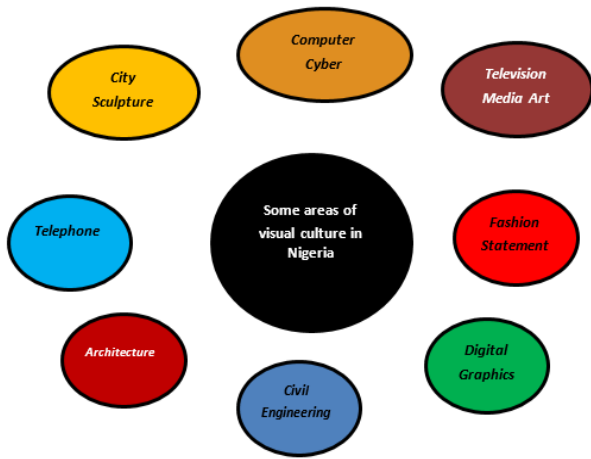 Computer
Cyber
City
Sculpture
Television
Media Art
Telephone
Some areas of
visual culture in
Nigeria
Fashion
Statement
Architecture
Digital
Graphics
Civil
Engineering